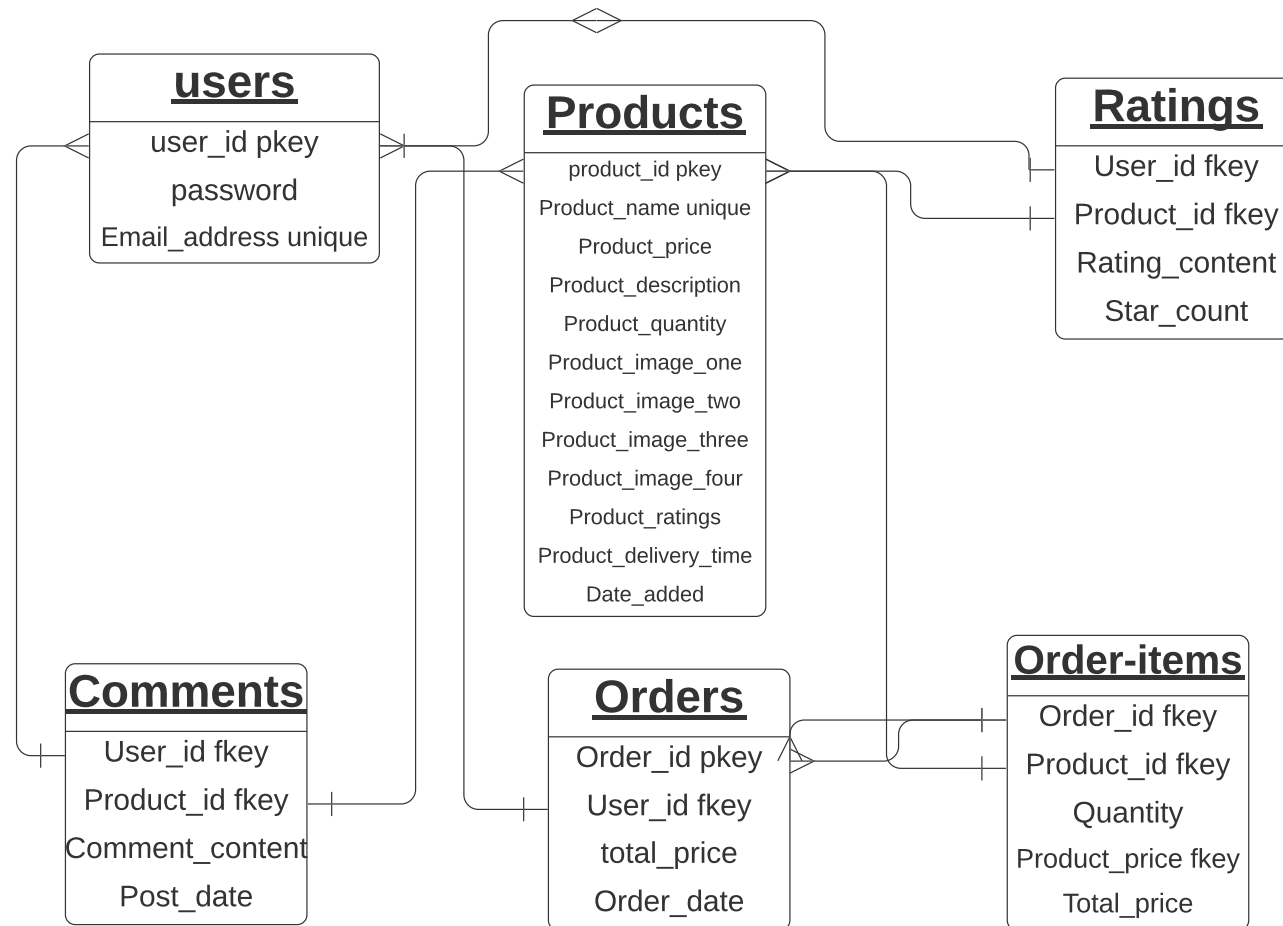 users
user_id pkey
password
Email_address unique
Products
product_id pkey
Product_name unique
Product_price
Product_description
Product_quantity
Product_image_one
Product_image_two
Product_image_three
Product_image_four
Product_ratings
Product_delivery_time
Date_added
Ratings
User_id fkey
Product_id fkey
Rating_content
Star_count
Comments
User_id fkey
Product_id fkey
Comment_content
Post_date
Orders
Order_id pkey
User_id fkey
total_price
Order_date
Order-items
Order_id fkey
Product_id fkey
Quantity
Product_price fkey
Total_price